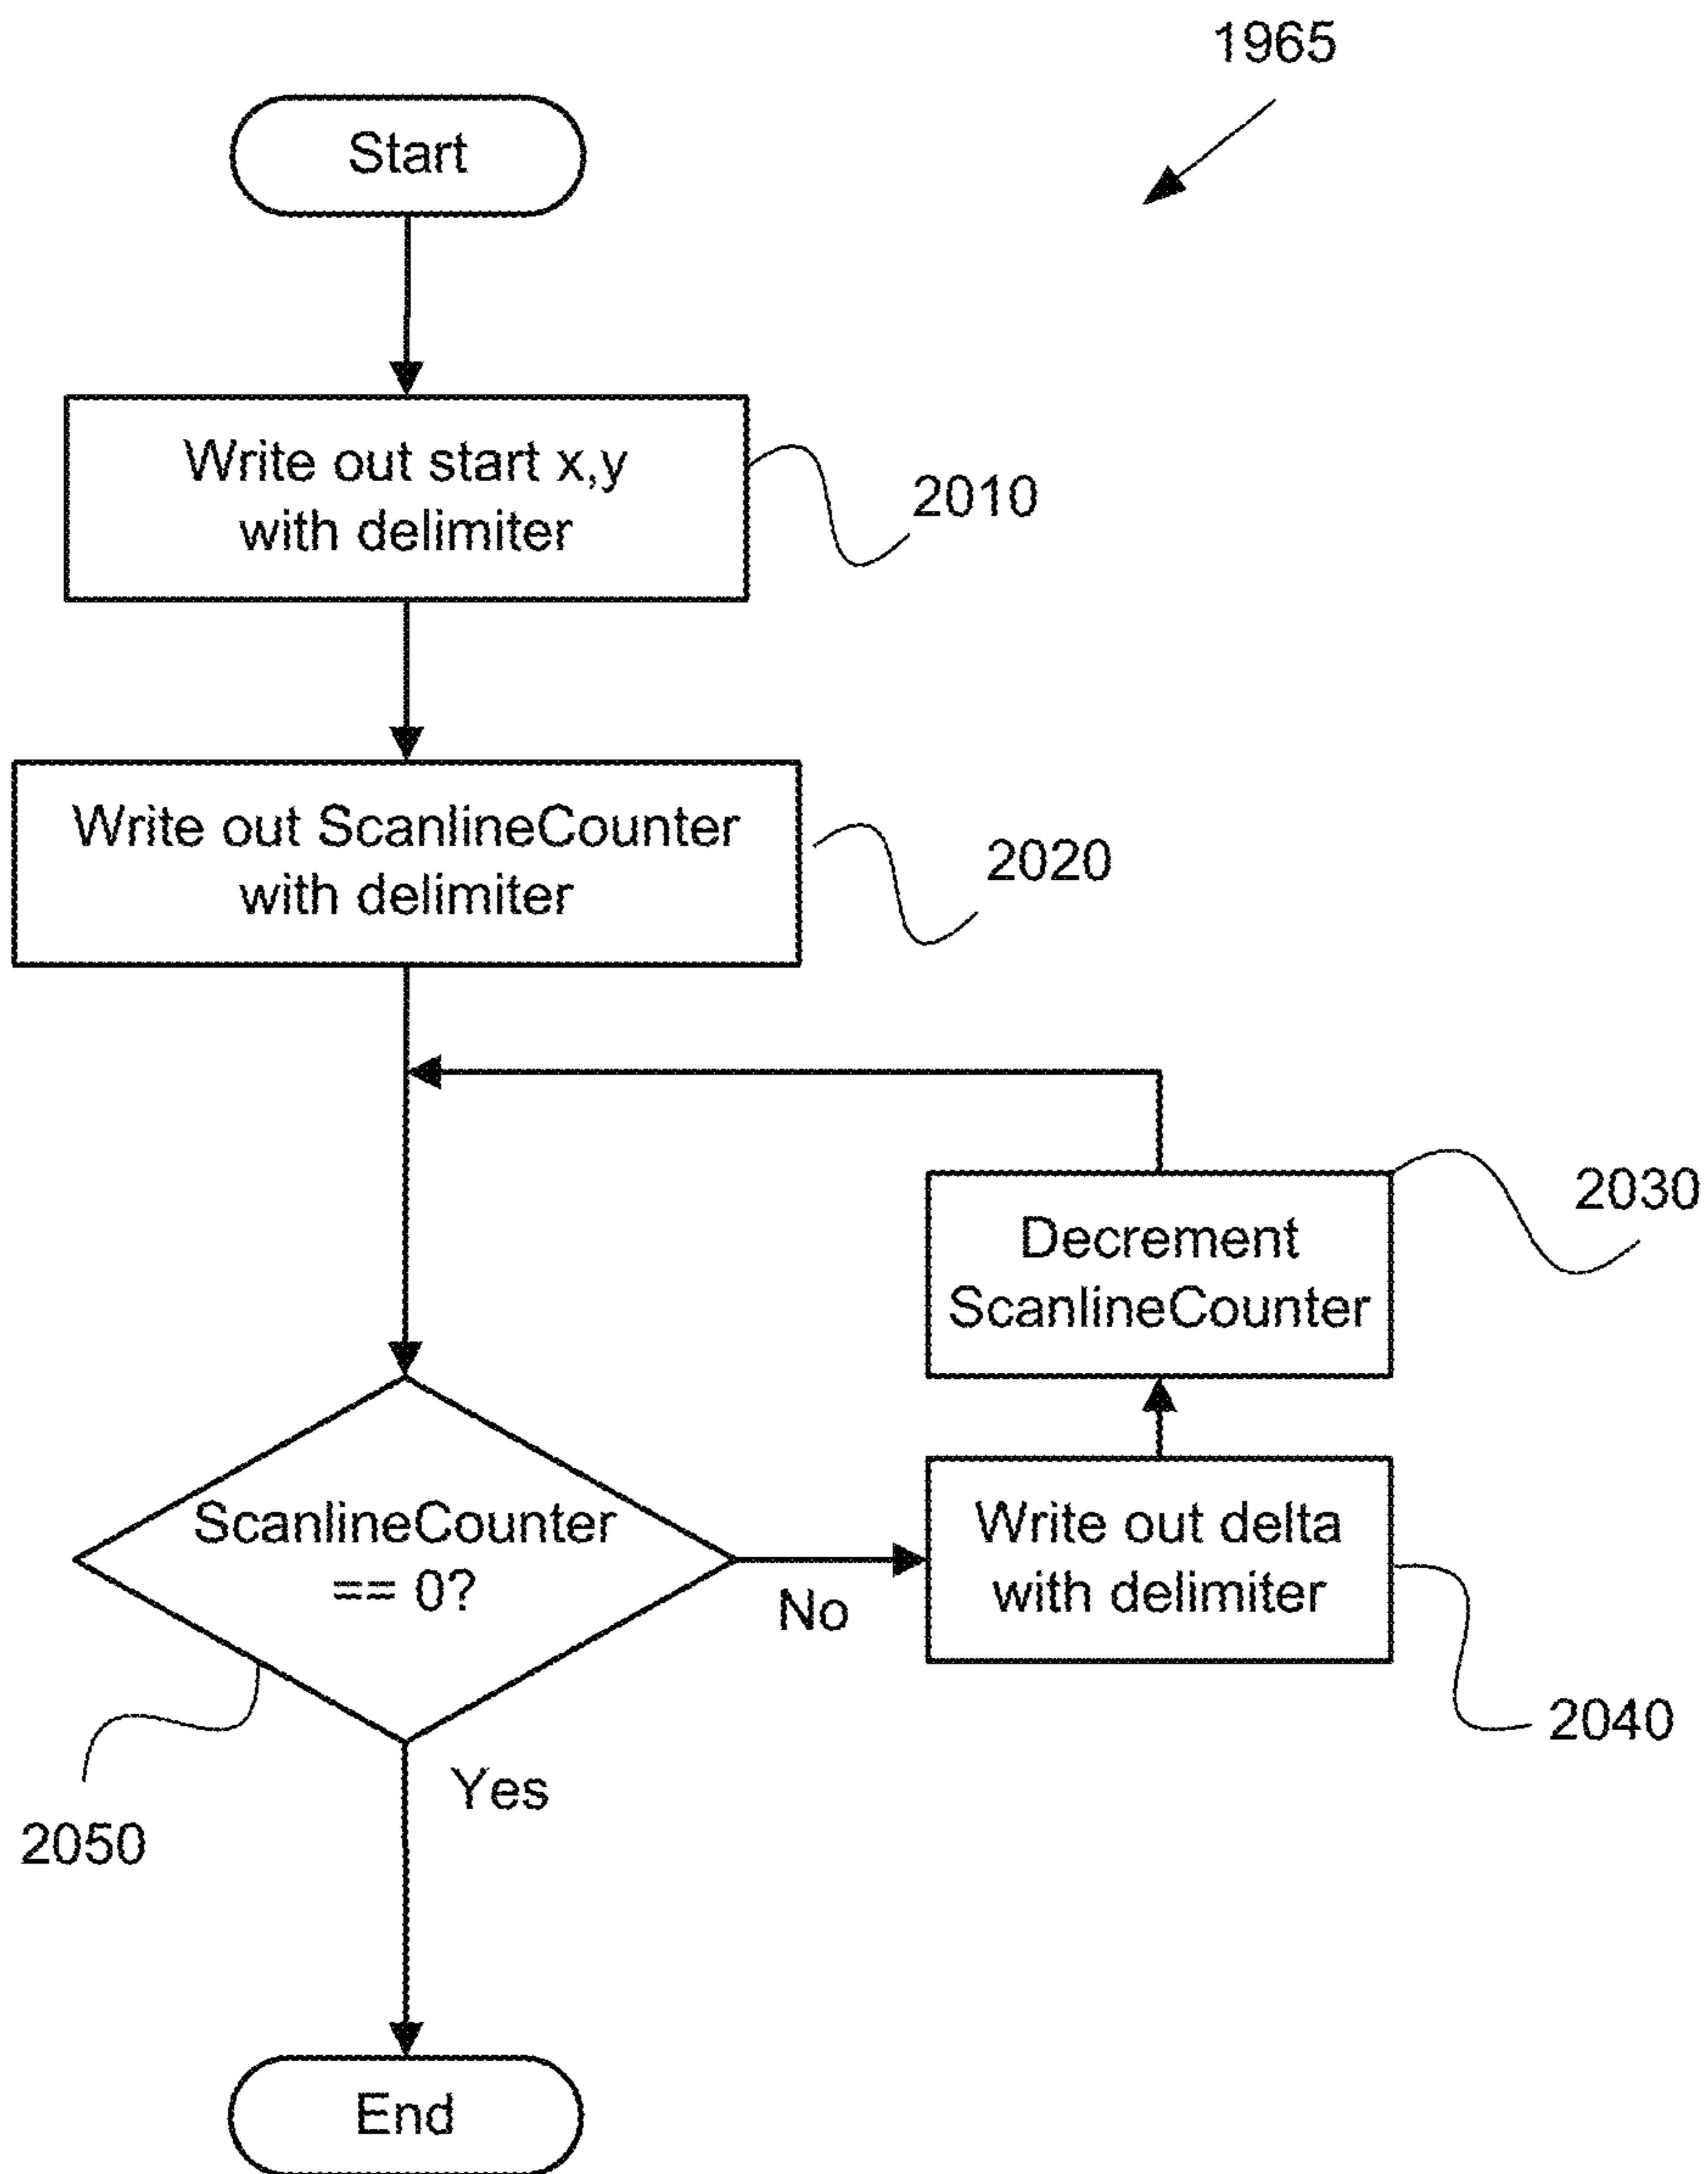 1965
Start
Write out start x,y
with delimiter
2010
Write out ScanlineCounter
with delimiter
2020
Decrement
ScanlineCounter
2030
ScanlineCounter
== 0?
No
Write out delta
with delimiter
2040
Yes
2050
End